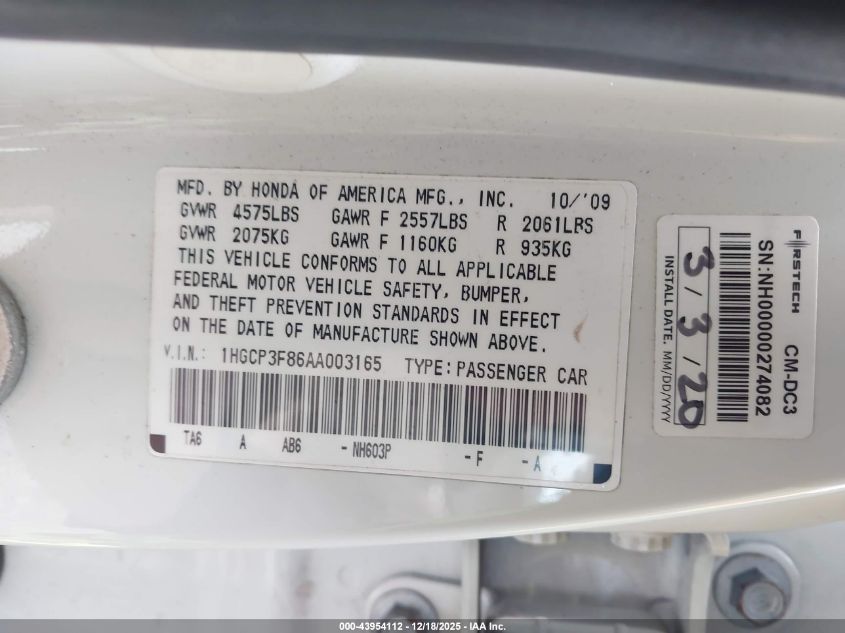 MFD. BY HONDA OF AMERICA MFG., INC. 10/'09
GVWR 4575LBS GAWR F 2557LBS R 2061LBS
GVWR 2075KG GAWR F 1160KG R 935KG
THIS VEHICLE CONFORMS TO ALL APPLICABLE
FEDERAL MOTOR VEHICLE SAFETY, BUMPER,
AND THEFT PREVENTION STANDARDS IN EFFECT
ON THE DATE OF MANUFACTURE SHOWN ABOVE.
V.I.N.: 1HGCP3F86AA003165 TYPE:PASSENGER CAR
TA6 A AB6 -NH603P -F -A
FIRSTECH CM-DC3
SN:NH00000274082
3/3/20
INSTALL DATE. MM/DD/YYYY
000-43954112 - 12/18/2025 - IAA Inc.